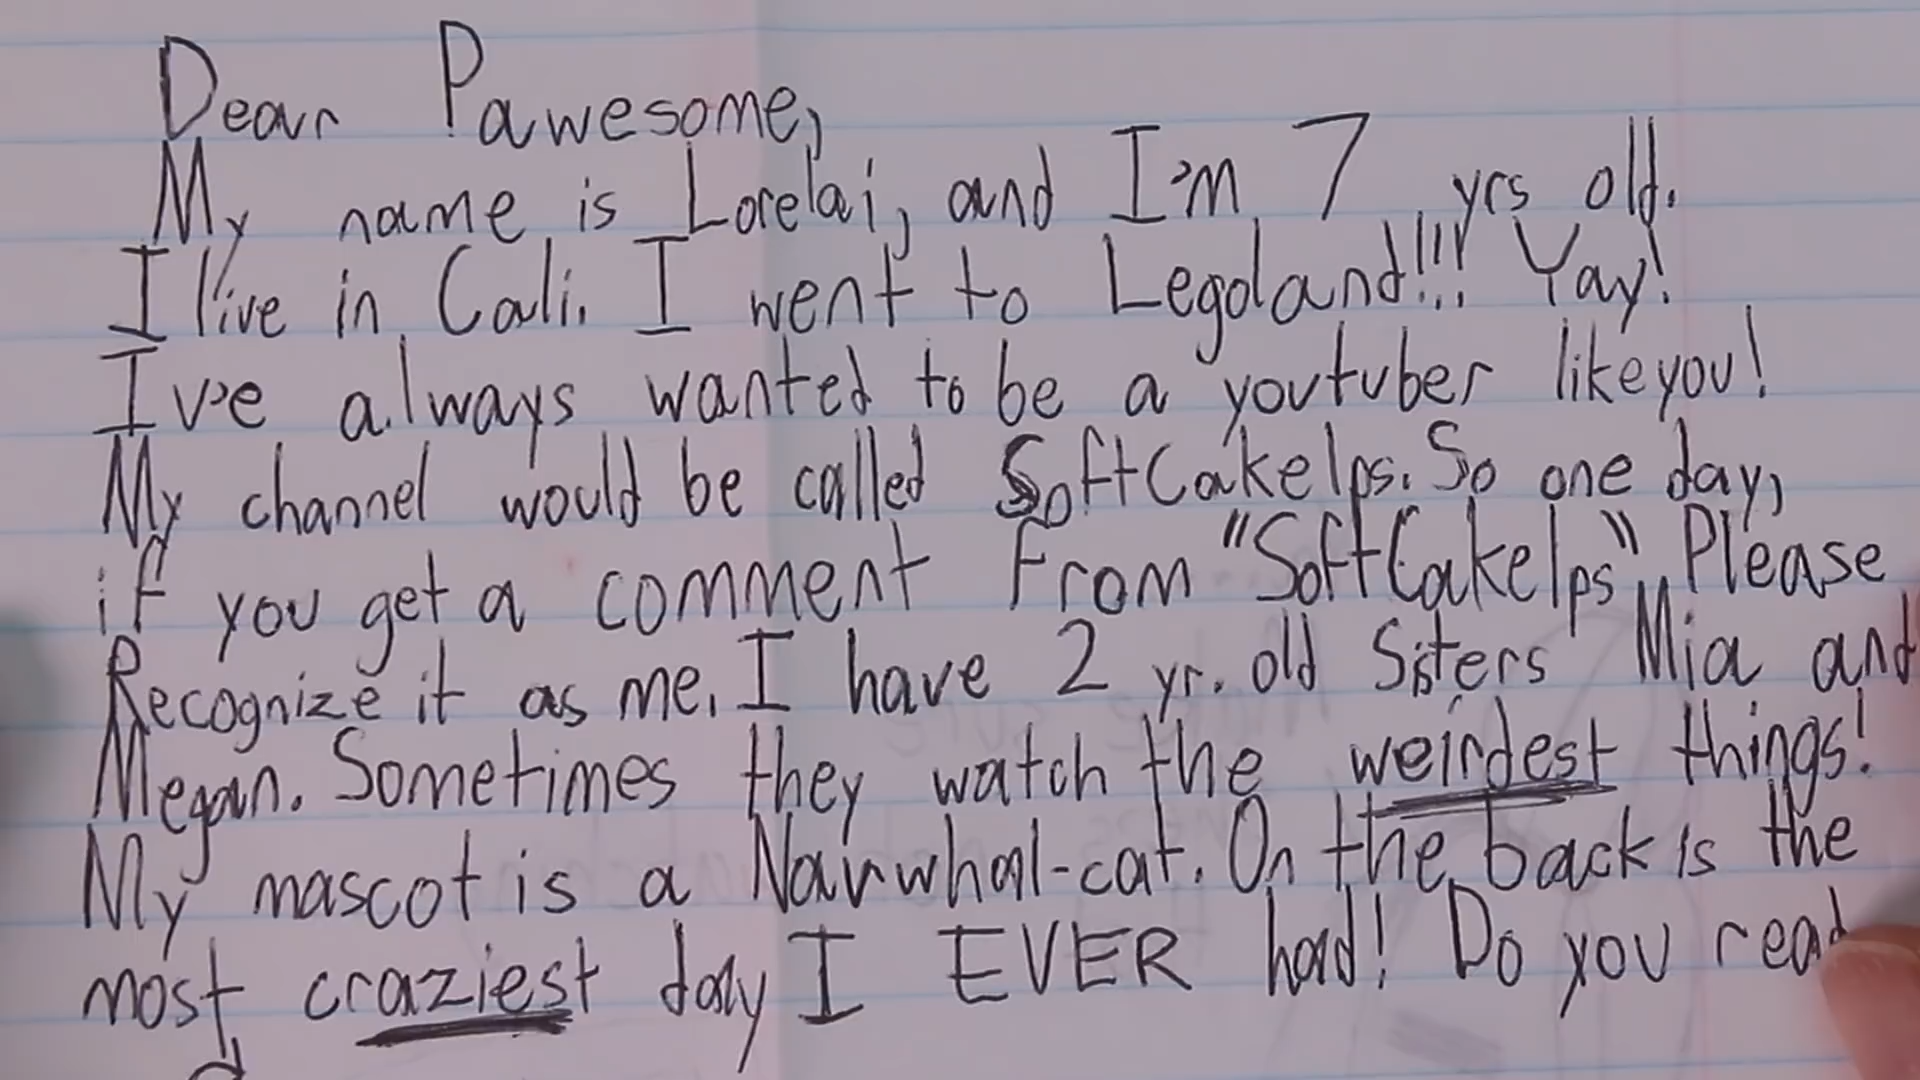 Dear Pawesome,
My name is Lorelai, and I'm 7 yrs old.
I live in Cali. I went to Legoland!!! Yay!
I've always wanted to be a youtuber like you!
My channel would be called SoftCakelps. So one day,
if you get a comment From "SoftCakelps" Please
Recognize it as me. I have 2 yr. old Sisters Mia and
Megan. Sometimes they watch the weirdest things!
My mascot is a Narwhal-cat. On the back is the
most craziest day I EVER had! Do you read